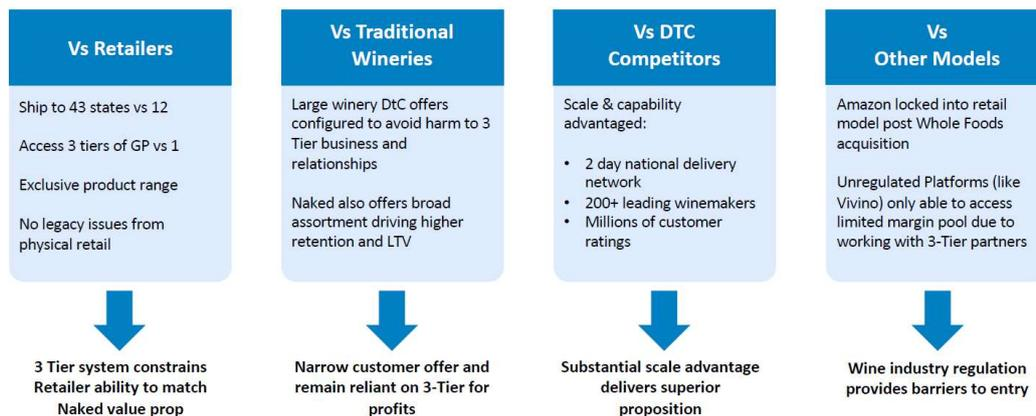 Vs Retailers
Ship to 43 states vs 12
Access 3 tiers of GP vs 1
Exclusive product range
No legacy issues from
physical retail
3 Tier system constrains
Retailer ability to match
Naked value prop
Vs Traditional
Wineries
Large winery DtC offers
configured to avoid harm to 3
Tier business and
relationships
Naked also offers broad
assortment driving higher
retention and LTV
Narrow customer offer and
remain reliant on 3-Tier for
profits
Vs DTC
Competitors
Scale & capability
advantaged:
• 2 day national delivery
network
• 200+ leading winemakers
• Millions of customer
ratings
Substantial scale advantage
delivers superior
proposition
Vs
Other Models
Amazon locked into retail
model post Whole Foods
acquisition
Unregulated Platforms (like
Vivino) only able to access
limited margin pool due to
working with 3-Tier partners
Wine industry regulation
provides barriers to entry